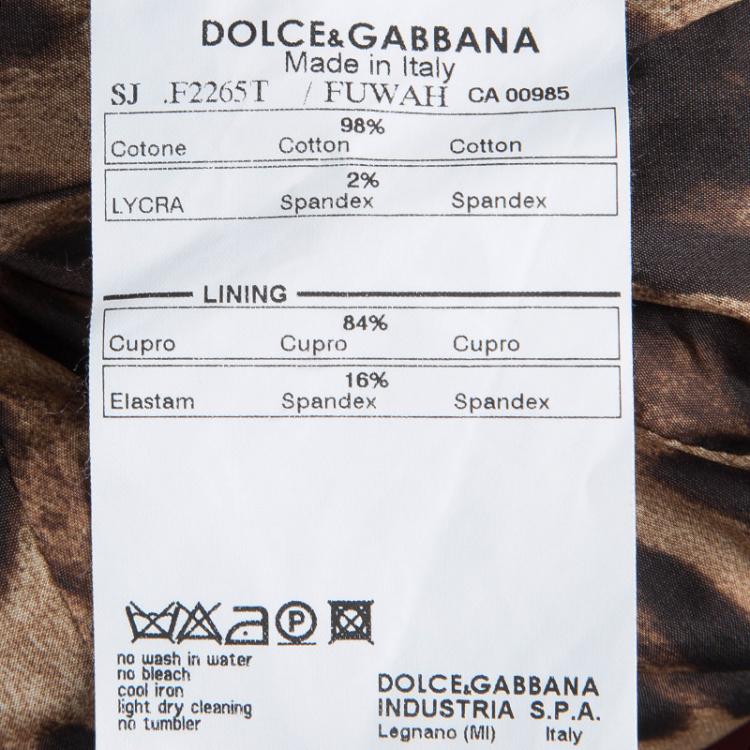 DOLCE&GABBANA
Made in Italy
SJ .F2265T / FUWAH CA 00985
98%
Cotone Cotton Cotton
2%
LYCRA Spandex Spandex
LINING
84%
Cupro Cupro Cupro
16%
Elastam Spandex Spandex
P
no wash in water
no bleach
cool iron
light dry cleaning
no tumbler
DOLCE&GABBANA
INDUSTRIA S.P.A.
Legnano (MI) Italy